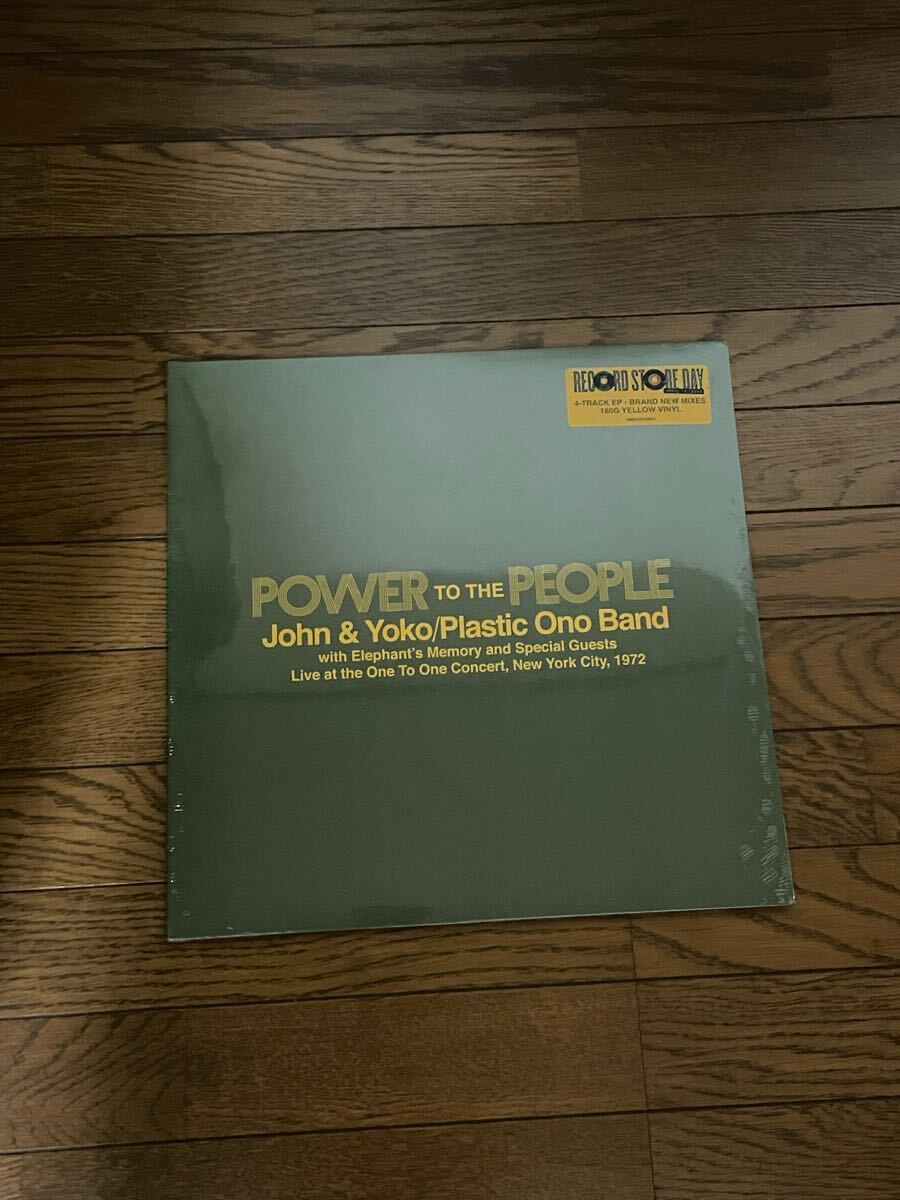 RECORD STORE DAY
4-TRACK EP • BRAND NEW MIXES
180G YELLOW VINYL
POWER TO THE PEOPLE
John & Yoko/Plastic Ono Band
with Elephant's Memory and Special Guests
Live at the One To One Concert, New York City, 1972